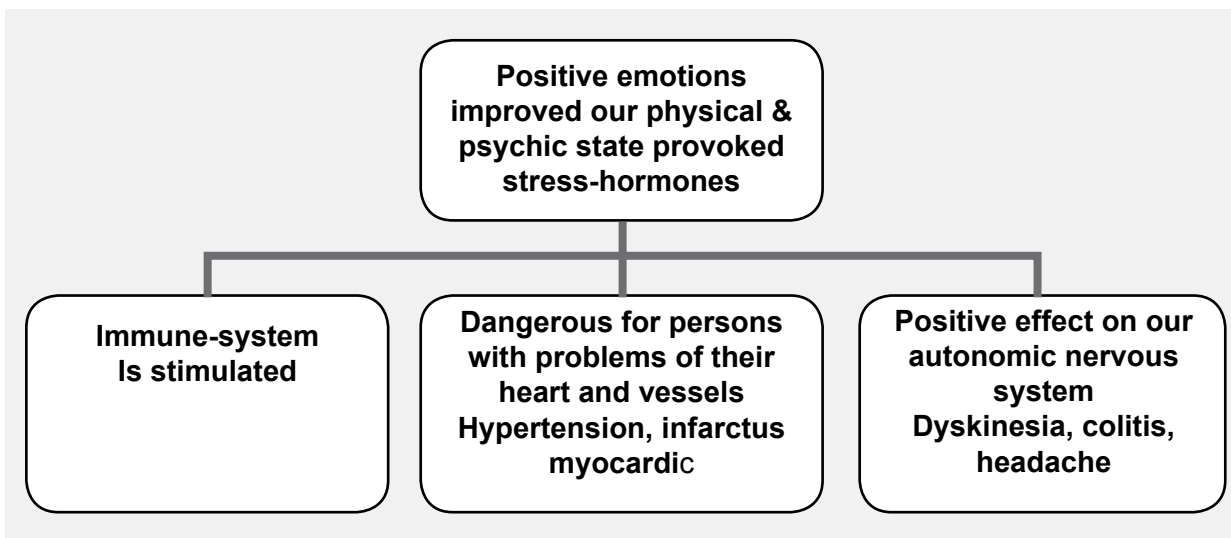 Positive emotions
improved our physical &
psychic state provoked
stress-hormones
Immune-system
Is stimulated
Dangerous for persons
with problems of their
heart and vessels
Hypertension, infarctus
myocardic
Positive effect on our
autonomic nervous
system
Dyskinesia, colitis,
headache